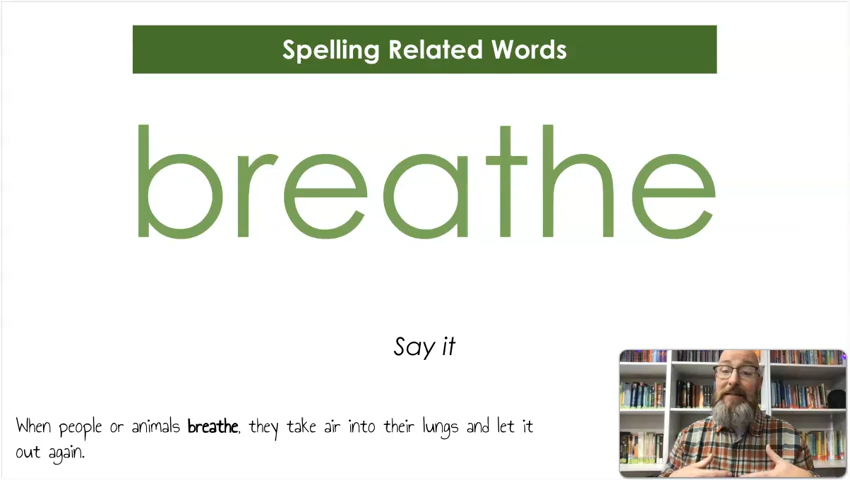 Spelling Related Words
breathe
Say it
When people or animals breathe, they take air into their lungs and let it
out again.